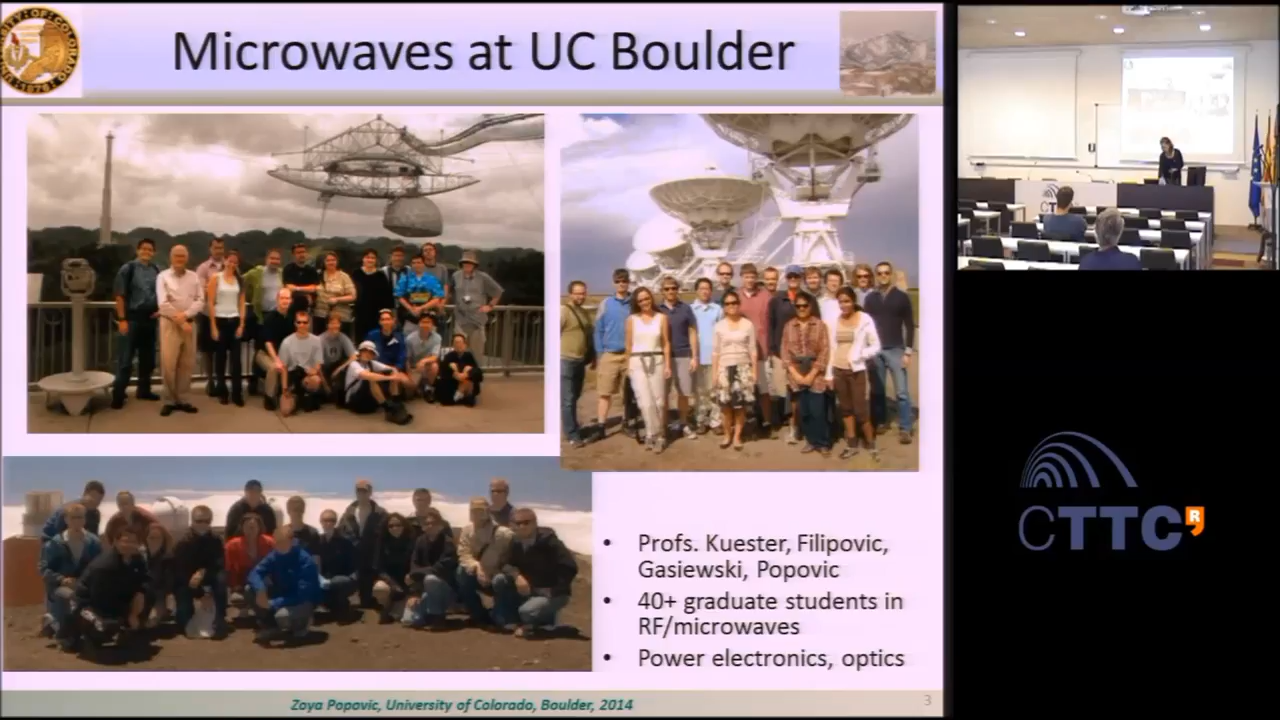 Microwaves at UC Boulder
• Profs. Kuester, Filipovic,
Gasiewski, Popovic
• 40+ graduate students in
RF/microwaves
• Power electronics, optics
Zoya Popovic, University of Colorado, Boulder, 2014
3
CTTC R